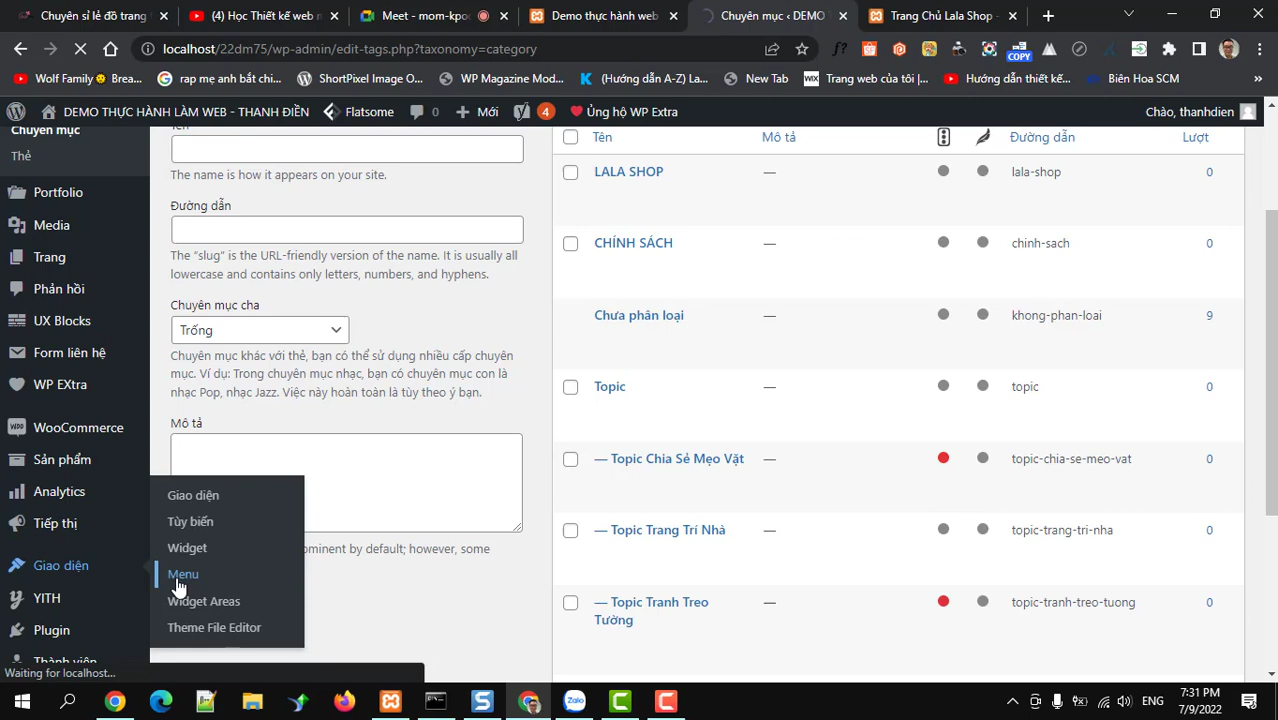 Chuyên sỉ lẻ đồ trang
(4) Học Thiết kế web n
Meet - mom-kpo
Demo thực hành web
Chuyên mục ‹ DEMO T
Trang Chủ Lala Shop -
localhost/22dm75/wp-admin/edit-tags.php?taxonomy=category
COPY
Wolf Family Brea...
rap mẹ anh bắt chi...
ShortPixel Image O...
WP Magazine Mod...
(Hướng dẫn A-Z) La...
New Tab
WIX
Trang web của tôi |...
Hướng dẫn thiết kế...
Biên Hoa SCM
»
DEMO THỰC HÀNH LÀM WEB - THANH ĐIỀN
Flatsome
0
Mới
4
Ủng hộ WP Extra
Chào, thanhdien
Chuyên mục
Thẻ
Portfolio
Media
Trang
Phản hồi
UX Blocks
Form liên hệ
WP EXtra
WooCommerce
Sản phẩm
Analytics
Tiếp thị
Giao diện
YITH
Plugin
Thành viên
Giao diện
Tùy biến
Widget
Menu
Widget Areas
Theme File Editor
Tên
The name is how it appears on your site.
Đường dẫn
The “slug” is the URL-friendly version of the name. It is usually all
lowercase and contains only letters, numbers, and hyphens.
Chuyên mục cha
Trống
Chuyên mục khác với thẻ, bạn có thể sử dụng nhiều cấp chuyên
mục. Ví dụ: Trong chuyên mục nhạc, bạn có chuyên mục con là
nhạc Pop, nhạc Jazz. Việc này hoàn toàn là tùy theo ý bạn.
Mô tả
ominent by default; however, some
Tên Mô tả Đường dẫn Lượt
LALA SHOP — lala-shop 0
CHÍNH SÁCH — chinh-sach 0
Chưa phân loại — khong-phan-loai 9
Topic — topic 0
— Topic Chia Sẻ Mẹo Vặt — topic-chia-se-meo-vat 0
— Topic Trang Trí Nhà — topic-trang-tri-nha 0
— Topic Tranh Treo — topic-tranh-treo-tuong 0
Tường
Waiting for localhost...
Zalo
ENG
7:31 PM
7/9/2022